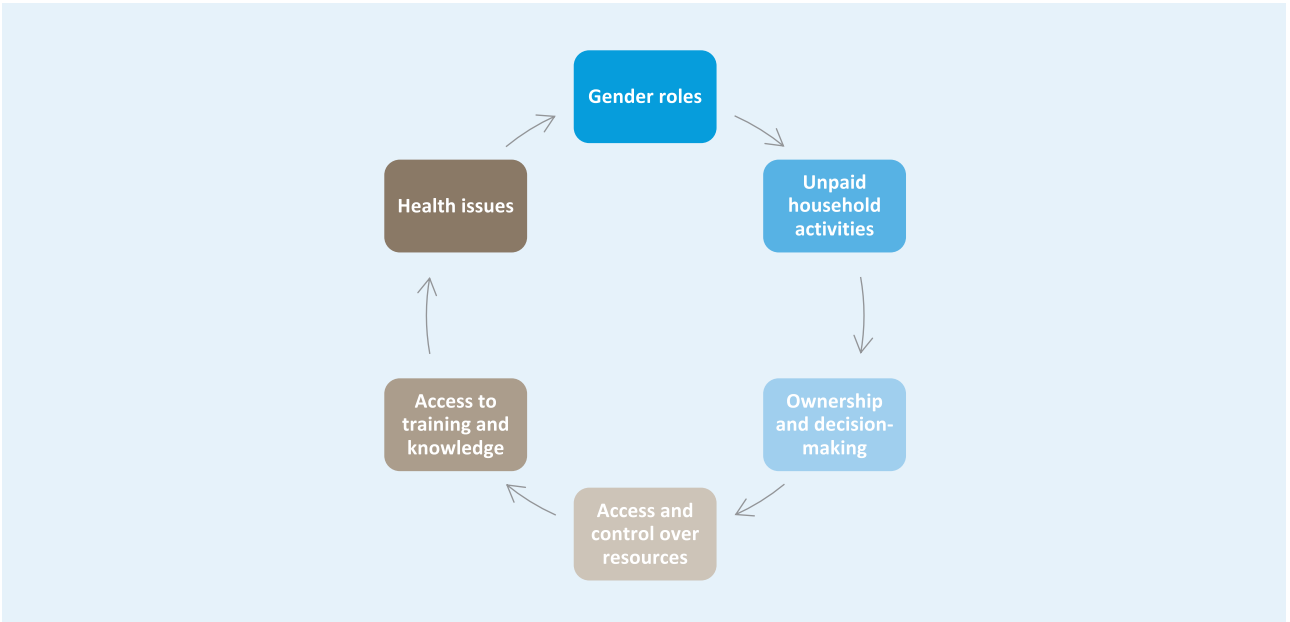 Gender roles
Unpaid
household
activities
Ownership
and decision-
making
Access and
control over
resources
Access to
training and
knowledge
Health issues